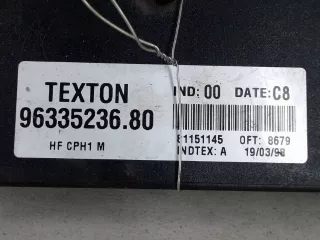 TEXTON
96335236.80
HF CPH1 M
IND: 00 DATE: C8
1151145 OFT: 8679
INDTEX: A 19/03/98